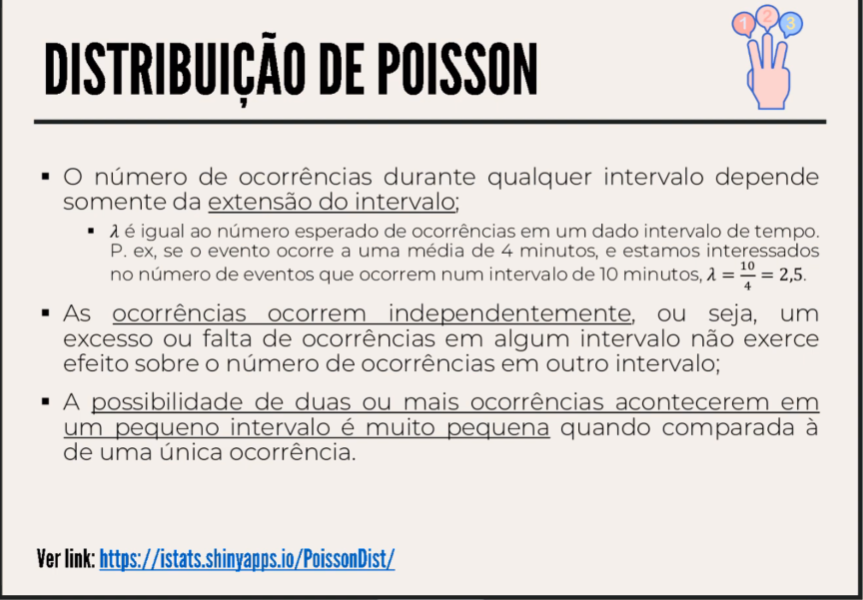 DISTRIBUIÇÃO DE POISSON
1 2 3
▪ O número de ocorrências durante qualquer intervalo depende
somente da extensão do intervalo;
▪ λ é igual ao número esperado de ocorrências em um dado intervalo de tempo.
P. ex, se o evento ocorre a uma média de 4 minutos, e estamos interessados
no número de eventos que ocorrem num intervalo de 10 minutos, λ = 10/4 = 2,5.
▪ As ocorrências ocorrem independentemente, ou seja, um
excesso ou falta de ocorrências em algum intervalo não exerce
efeito sobre o número de ocorrências em outro intervalo;
▪ A possibilidade de duas ou mais ocorrências acontecerem em
um pequeno intervalo é muito pequena quando comparada à
de uma única ocorrência.
Ver link: https://istats.shinyapps.io/PoissonDist/